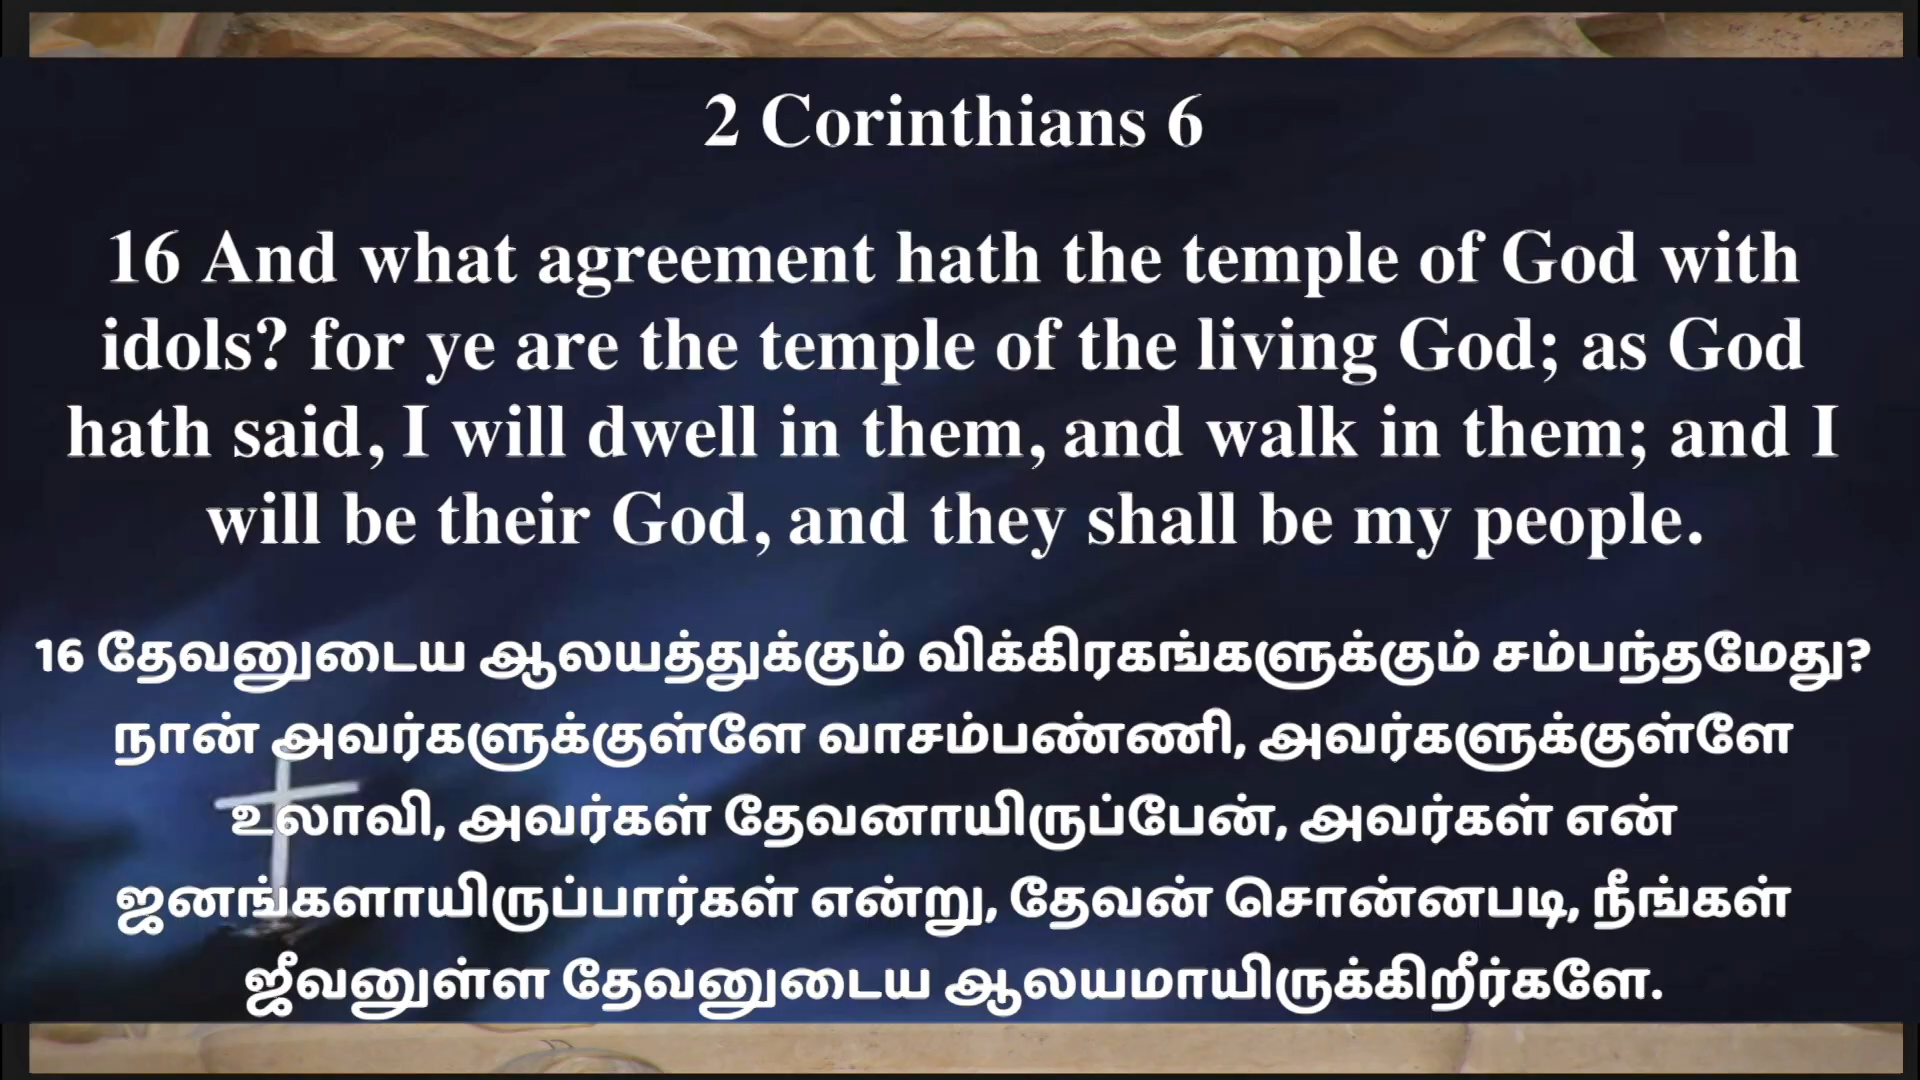 2 Corinthians 6
16 And what agreement hath the temple of God with
idols? for ye are the temple of the living God; as God
hath said, I will dwell in them, and walk in them; and I
will be their God, and they shall be my people.
16 தேவனுடைய ஆலயத்துக்கும் விக்கிரகங்களுக்கும் சம்பந்தமேது?
நான் அவர்களுக்குள்ளே வாசம்பண்ணி, அவர்களுக்குள்ளே
உலாவி, அவர்கள் தேவனாயிருப்பேன், அவர்கள் என்
ஜனங்களாயிருப்பார்கள் என்று, தேவன் சொன்னபடி, நீங்கள்
ஜீவனுள்ள தேவனுடைய ஆலயமாயிருக்கிறீர்களே.